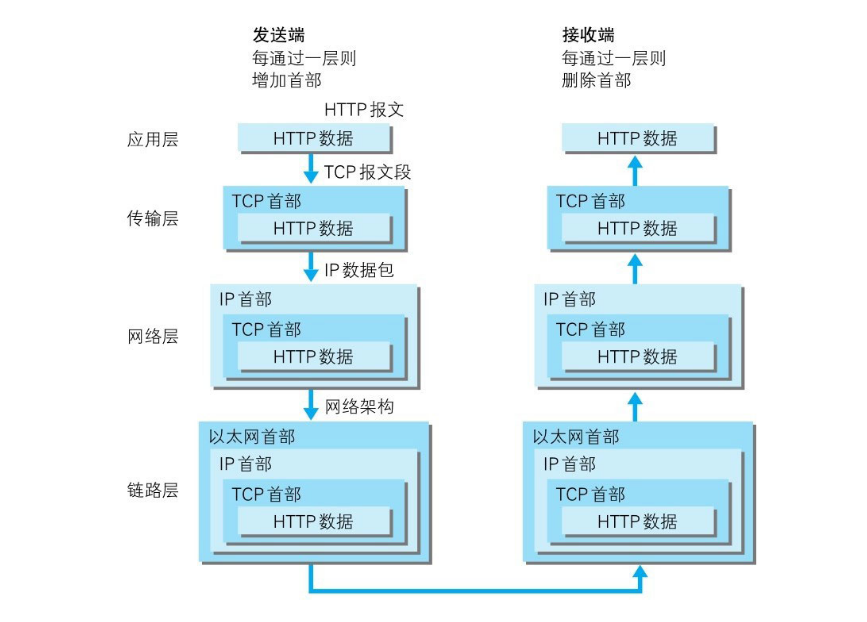 发送端
每通过一层则
增加首部
接收端
每通过一层则
删除首部
HTTP 报文
应用层
HTTP 数据
HTTP 数据
TCP 报文段
传输层
TCP 首部
HTTP 数据
TCP 首部
HTTP 数据
IP 数据包
网络层
IP 首部
TCP 首部
HTTP 数据
IP 首部
TCP 首部
HTTP 数据
网络架构
链路层
以太网首部
IP 首部
TCP 首部
HTTP 数据
以太网首部
IP 首部
TCP 首部
HTTP 数据